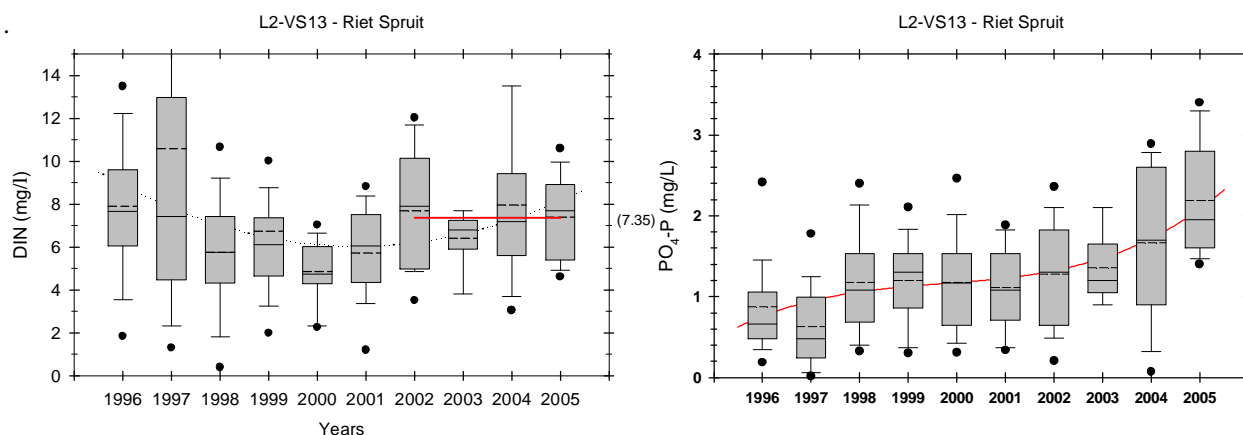 L2-VS13 - Riet Spruit
DIN (mg/l)
14
12
10
8
6
4
2
0
1996 1997 1998 1999 2000 2001 2002 2003 2004 2005
Years
(7.35)
L2-VS13 - Riet Spruit
PO4-P (mg/L)
4
3
2
1
0
1996 1997 1998 1999 2000 2001 2002 2003 2004 2005